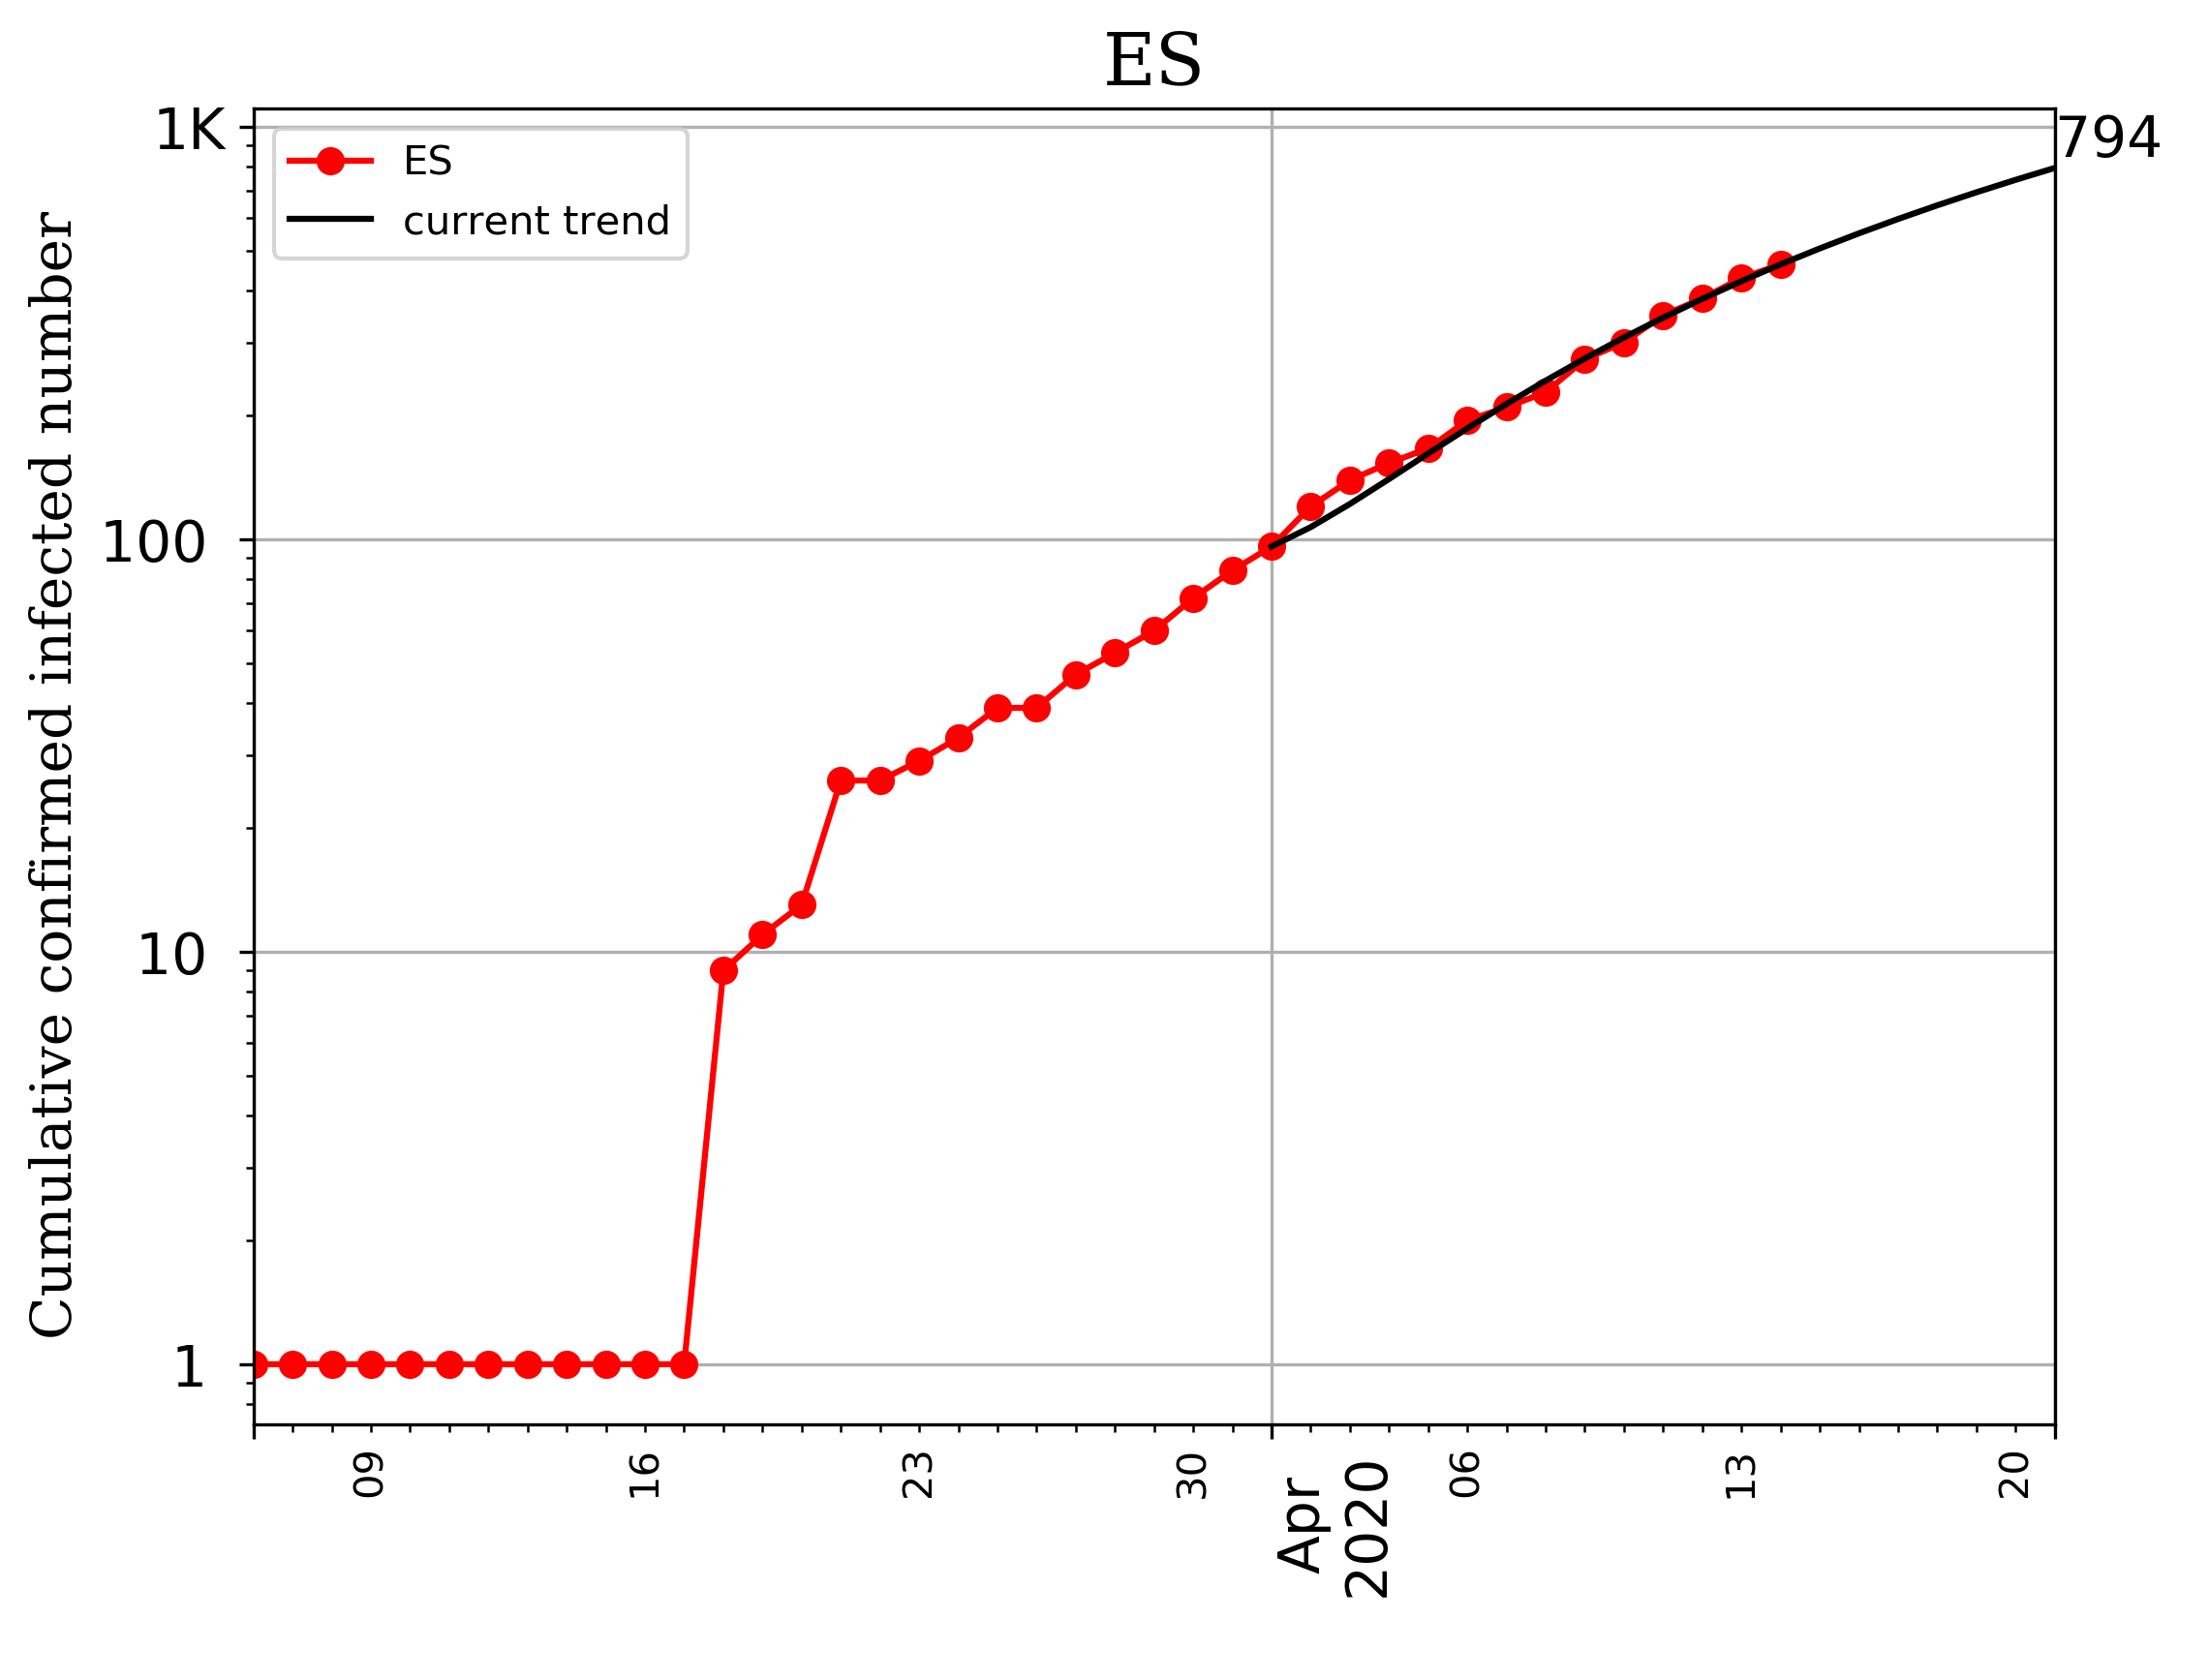 ES
1K
794
ES
current trend
Cumulative confirmed infected number
100
10
1
09
16
23
30
Apr
2020
06
13
20